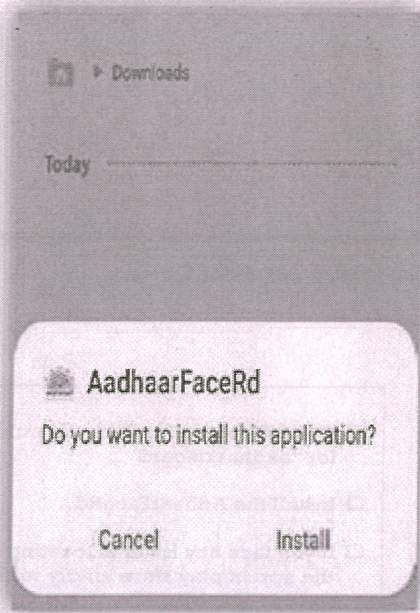 Downloads
Today
AadhaarFaceRd
Do you want to install this application?
Cancel
Install